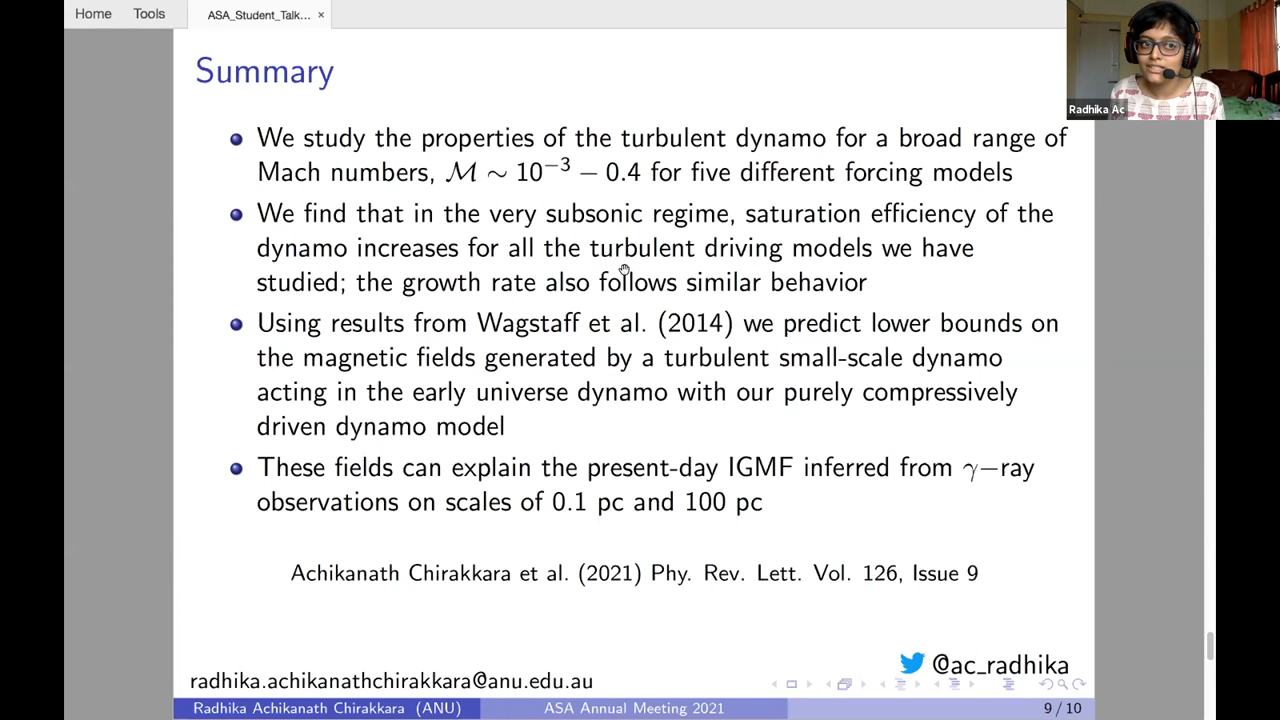 Home Tools ASA_Student_Talk... ×
Radhika Ac
Summary
We study the properties of the turbulent dynamo for a broad range of
Mach numbers, ℳ ∼ 10⁻³ − 0.4 for five different forcing models
We find that in the very subsonic regime, saturation efficiency of the
dynamo increases for all the turbulent driving models we have
studied; the growth rate also follows similar behavior
Using results from Wagstaff et al. (2014) we predict lower bounds on
the magnetic fields generated by a turbulent small-scale dynamo
acting in the early universe dynamo with our purely compressively
driven dynamo model
These fields can explain the present-day IGMF inferred from γ−ray
observations on scales of 0.1 pc and 100 pc
Achikanath Chirakkara et al. (2021) Phy. Rev. Lett. Vol. 126, Issue 9
@ac_radhika
radhika.achikanathchirakkara@anu.edu.au
Radhika Achikanath Chirakkara (ANU) ASA Annual Meeting 2021 9 / 10